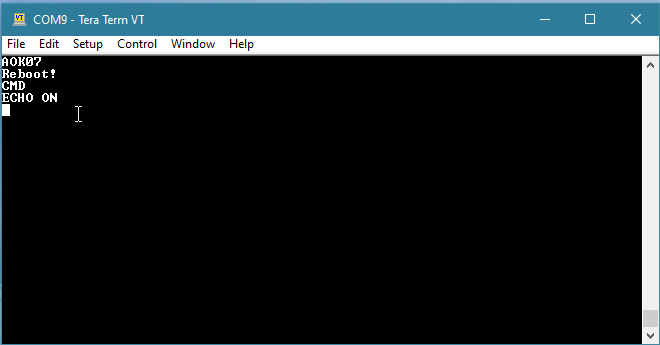 VT COM9 - Tera Term VT
File Edit Setup Control Window Help
AOK07
Reboot!
CMD
ECHO ON